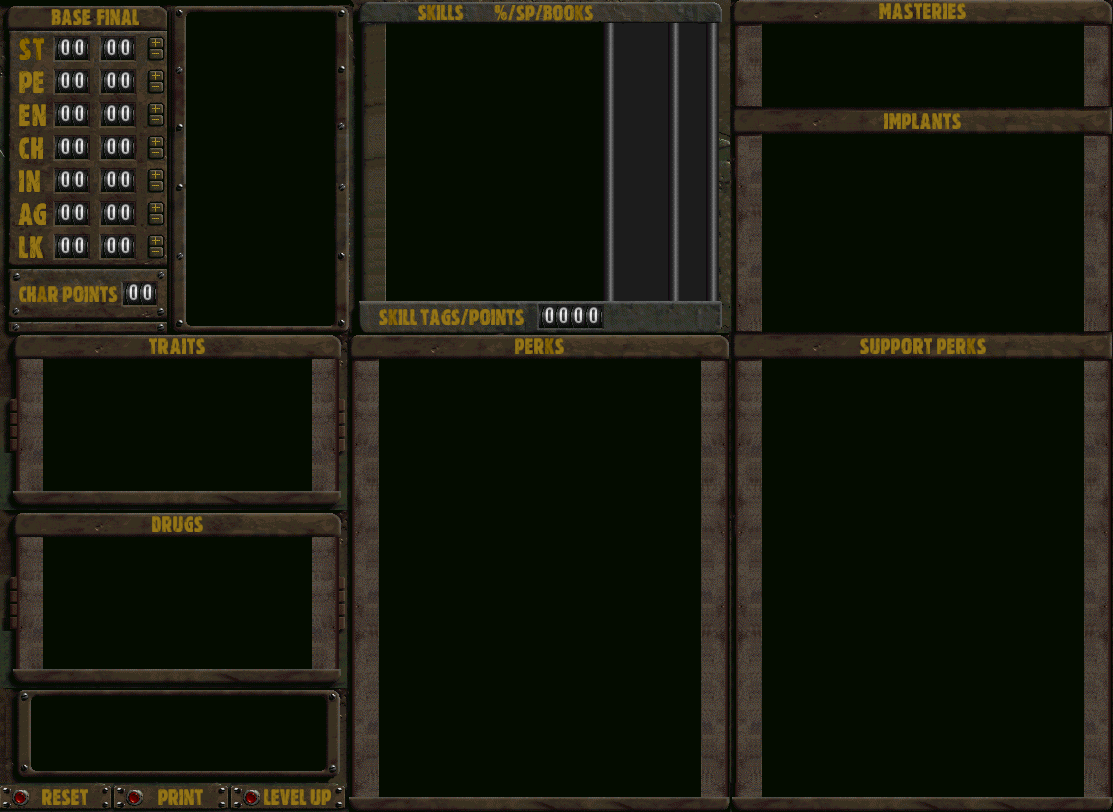 BASE FINAL
ST 00 00 + -
PE 00 00 + -
EN 00 00 + -
CH 00 00 + -
IN 00 00 + -
AG 00 00 + -
LK 00 00 + -
CHAR POINTS 00
SKILLS %/SP/BOOKS
SKILL TAGS/POINTS 0000
MASTERIES
IMPLANTS
TRAITS
PERKS
SUPPORT PERKS
DRUGS
RESET PRINT LEVEL UP